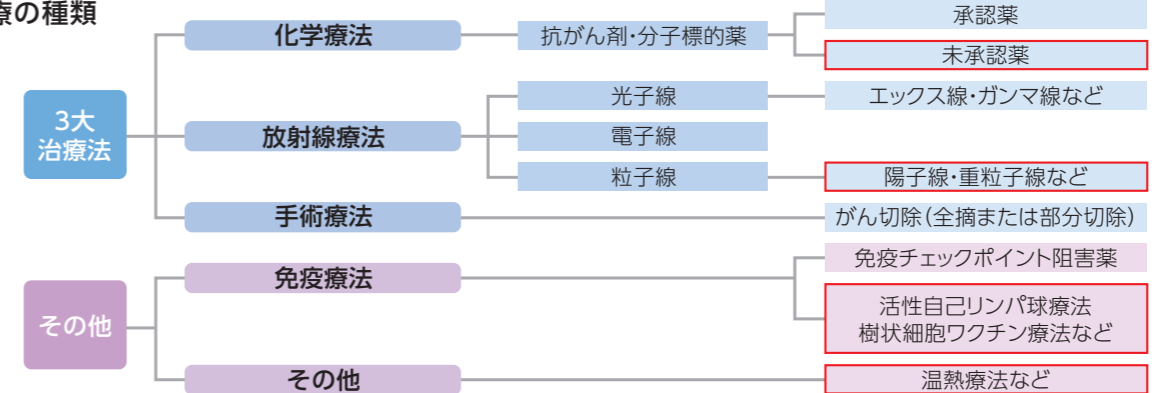 療の種類
3大
治療法
化学療法
抗がん剤・分子標的薬
承認薬
未承認薬
放射線療法
光子線
エックス線・ガンマ線など
電子線
粒子線
陽子線・重粒子線など
手術療法
がん切除(全摘または部分切除)
その他
免疫療法
免疫チェックポイント阻害薬
活性自己リンパ球療法
樹状細胞ワクチン療法など
その他
温熱療法など